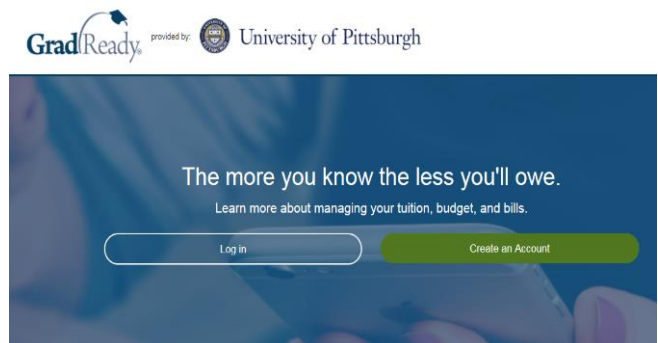 GradReady® provided by: University of Pittsburgh
The more you know the less you'll owe.
Learn more about managing your tuition, budget, and bills.
Log in Create an Account